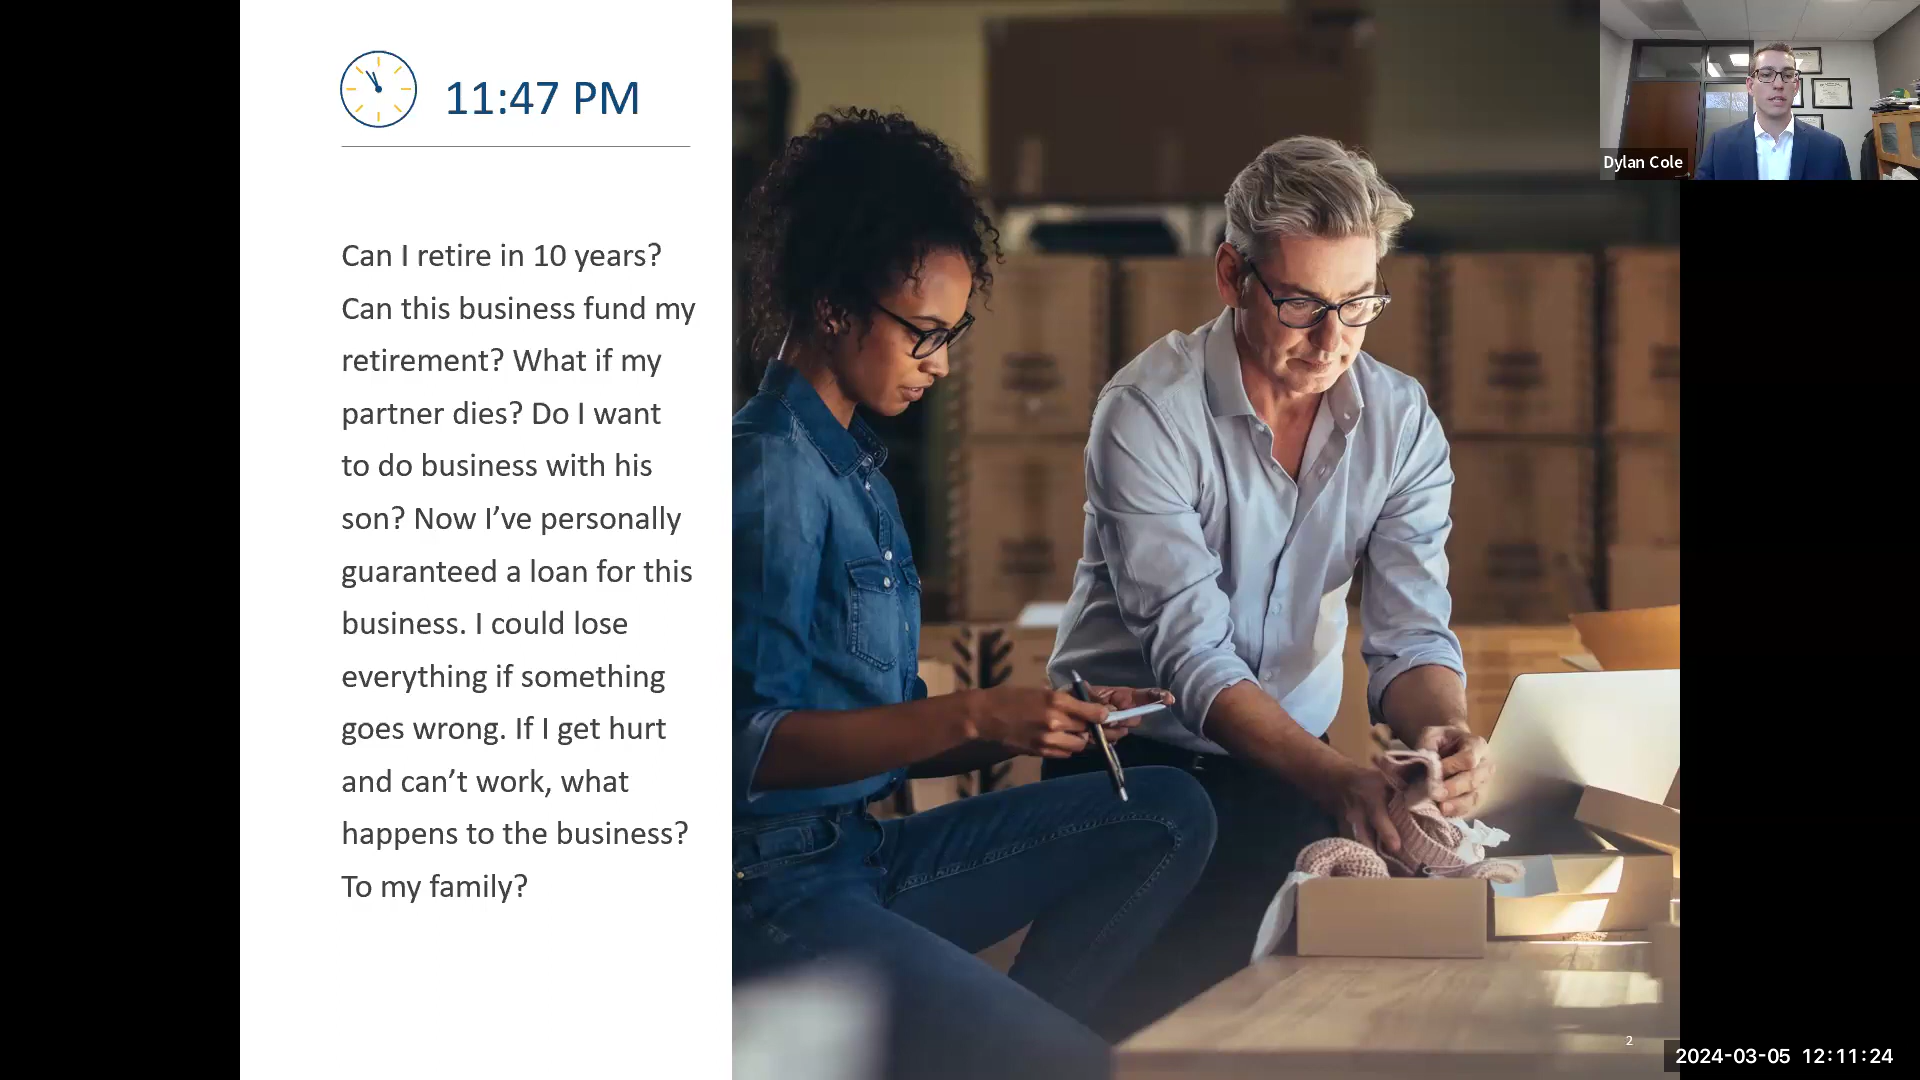 11:47 PM
Can I retire in 10 years?
Can this business fund my
retirement? What if my
partner dies? Do I want
to do business with his
son? Now I’ve personally
guaranteed a loan for this
business. I could lose
everything if something
goes wrong. If I get hurt
and can’t work, what
happens to the business?
To my family?
Dylan Cole
2
2024-03-05 12:11:24